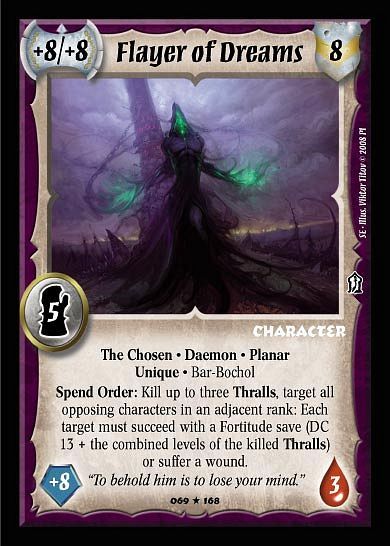 +8/+8
Flayer of Dreams
8
SE • Illus. Viktor Titov © 2008 PI
5
CHARACTER
The Chosen • Daemon • Planar
Unique • Bar-Bochol
Spend Order: Kill up to three Thralls, target all
opposing characters in an adjacent rank: Each
target must succeed with a Fortitude save (DC
13 + the combined levels of the killed Thralls)
or suffer a wound.
+8
"To behold him is to lose your mind."
3
069 ★ 168